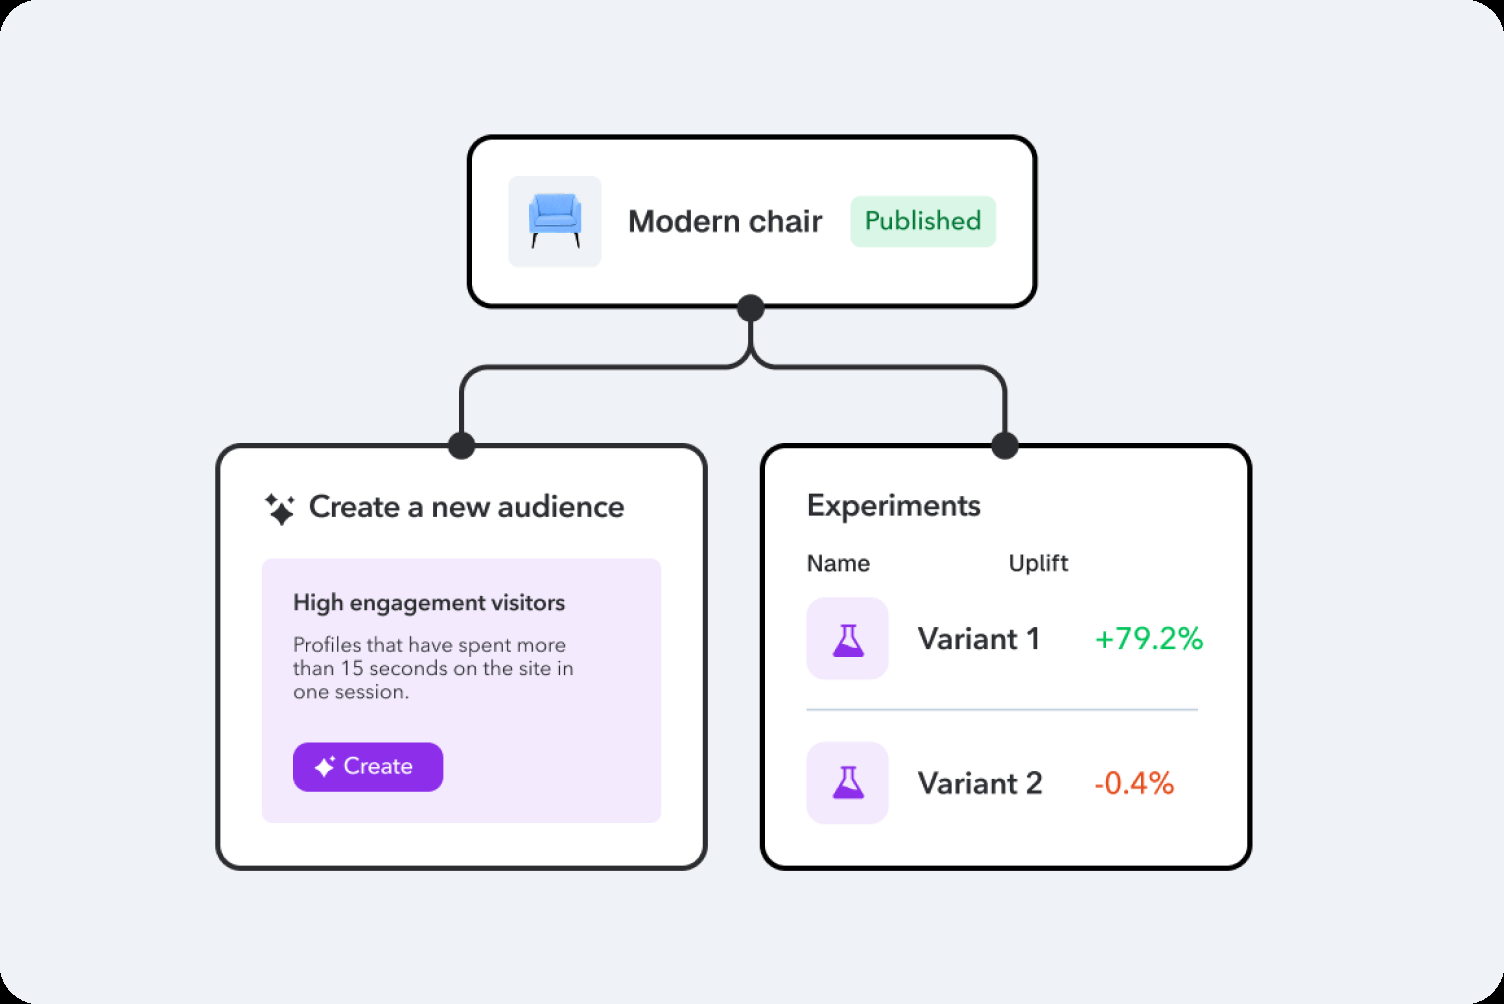 Modern chair
Published
Create a new audience
High engagement visitors
Profiles that have spent more
than 15 seconds on the site in
one session.
Create
Experiments
Name Uplift
Variant 1 +79.2%
Variant 2 -0.4%